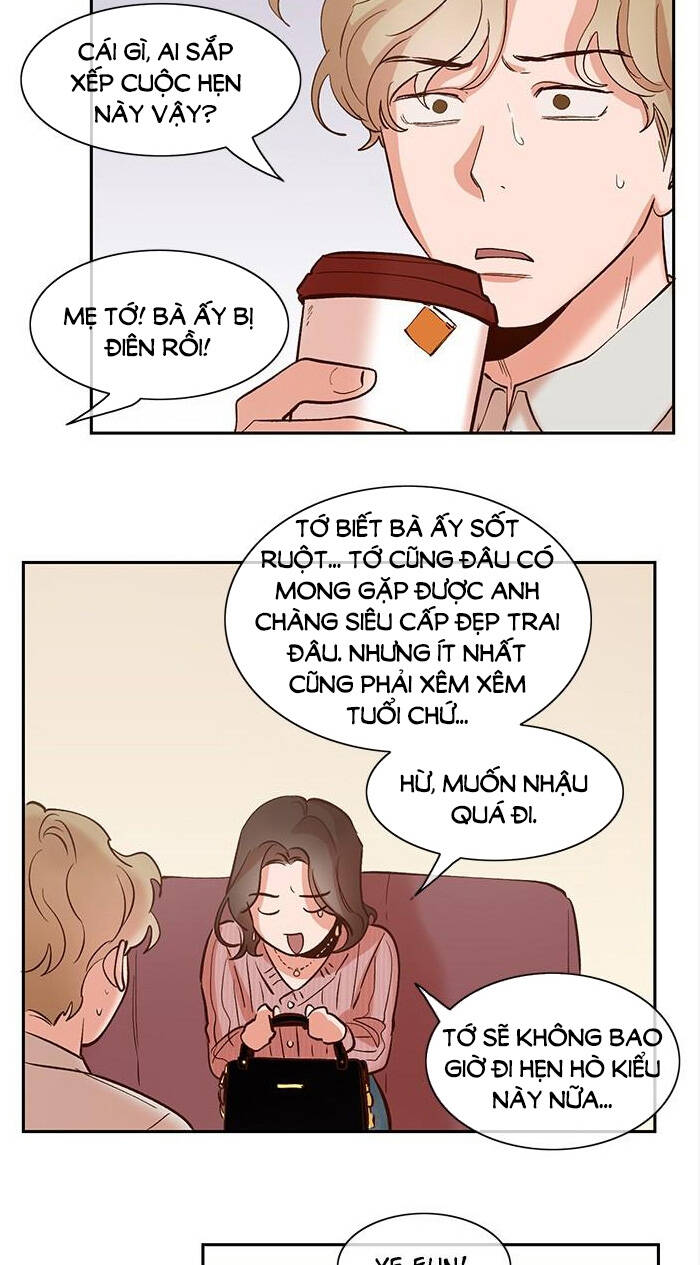 CÁI GÌ, AI SẮP
XẾP CUỘC HẸN
NÀY VẬY?
MẸ TỚ! BÀ ẤY BỊ
ĐIÊN RỒI!
TỚ BIẾT BÀ ẤY SỐT
RUỘT... TỚ CŨNG ĐÂU CÓ
MONG GẶP ĐƯỢC ANH
CHÀNG SIÊU CẤP ĐẸP TRAI
ĐÂU. NHƯNG ÍT NHẤT
CŨNG PHẢI XÊM XÊM
TUỔI CHỨ...
HỪ, MUỐN NHẬU
QUÁ ĐI.
TỚ SẼ KHÔNG BAO
GIỜ ĐI HẸN HÒ KIỂU
NÀY NỮA...
YE-EUN!